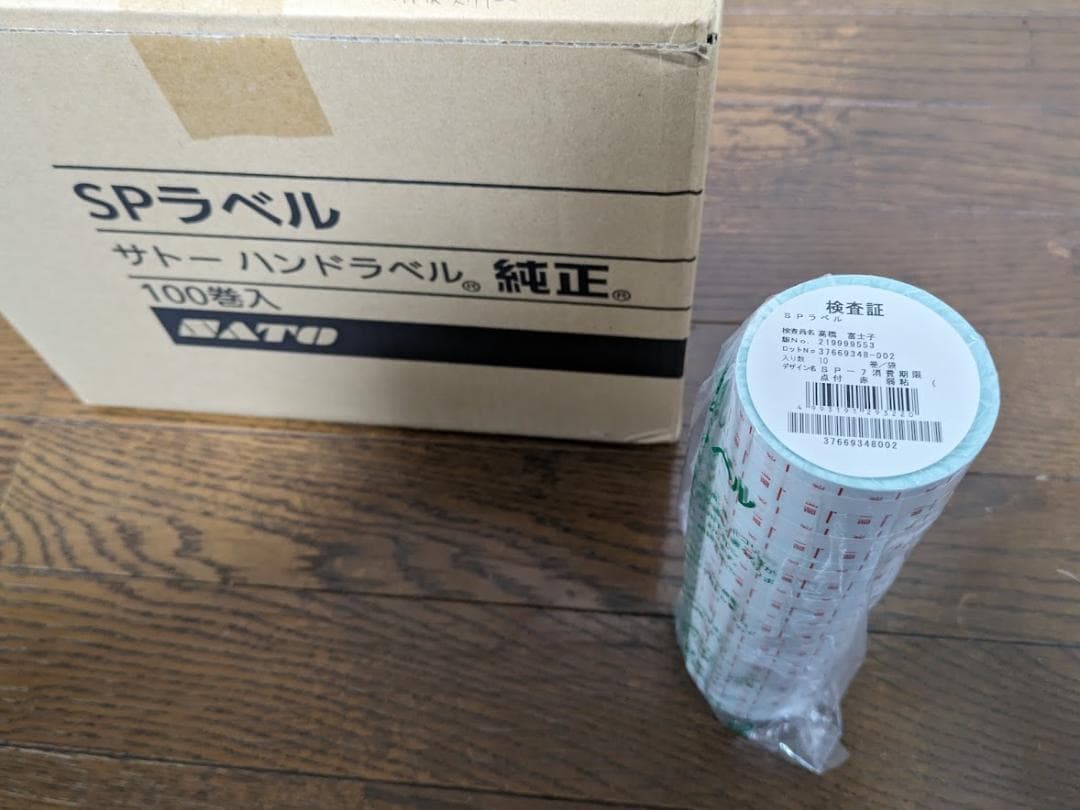 SPラベル
サトー ハンドラベル® 純正®
100巻入
SATO
検査証
SPラベル
検査員名 高橋 富士子
版No. 219999553
ロットNo 37669348-002
入り数 10 巻/袋
デザイン名 SP-7消費期限
点付 赤 弱粘 (
4993191293220
37669348002
ベル